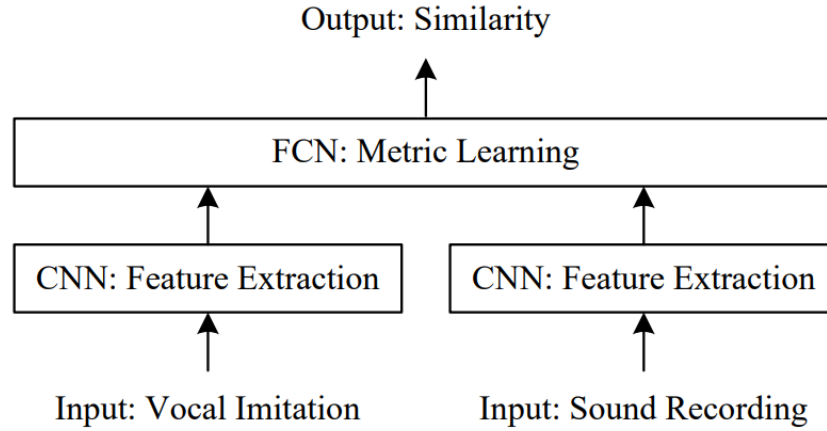 Output: Similarity
FCN: Metric Learning
CNN: Feature Extraction
CNN: Feature Extraction
Input: Vocal Imitation
Input: Sound Recording